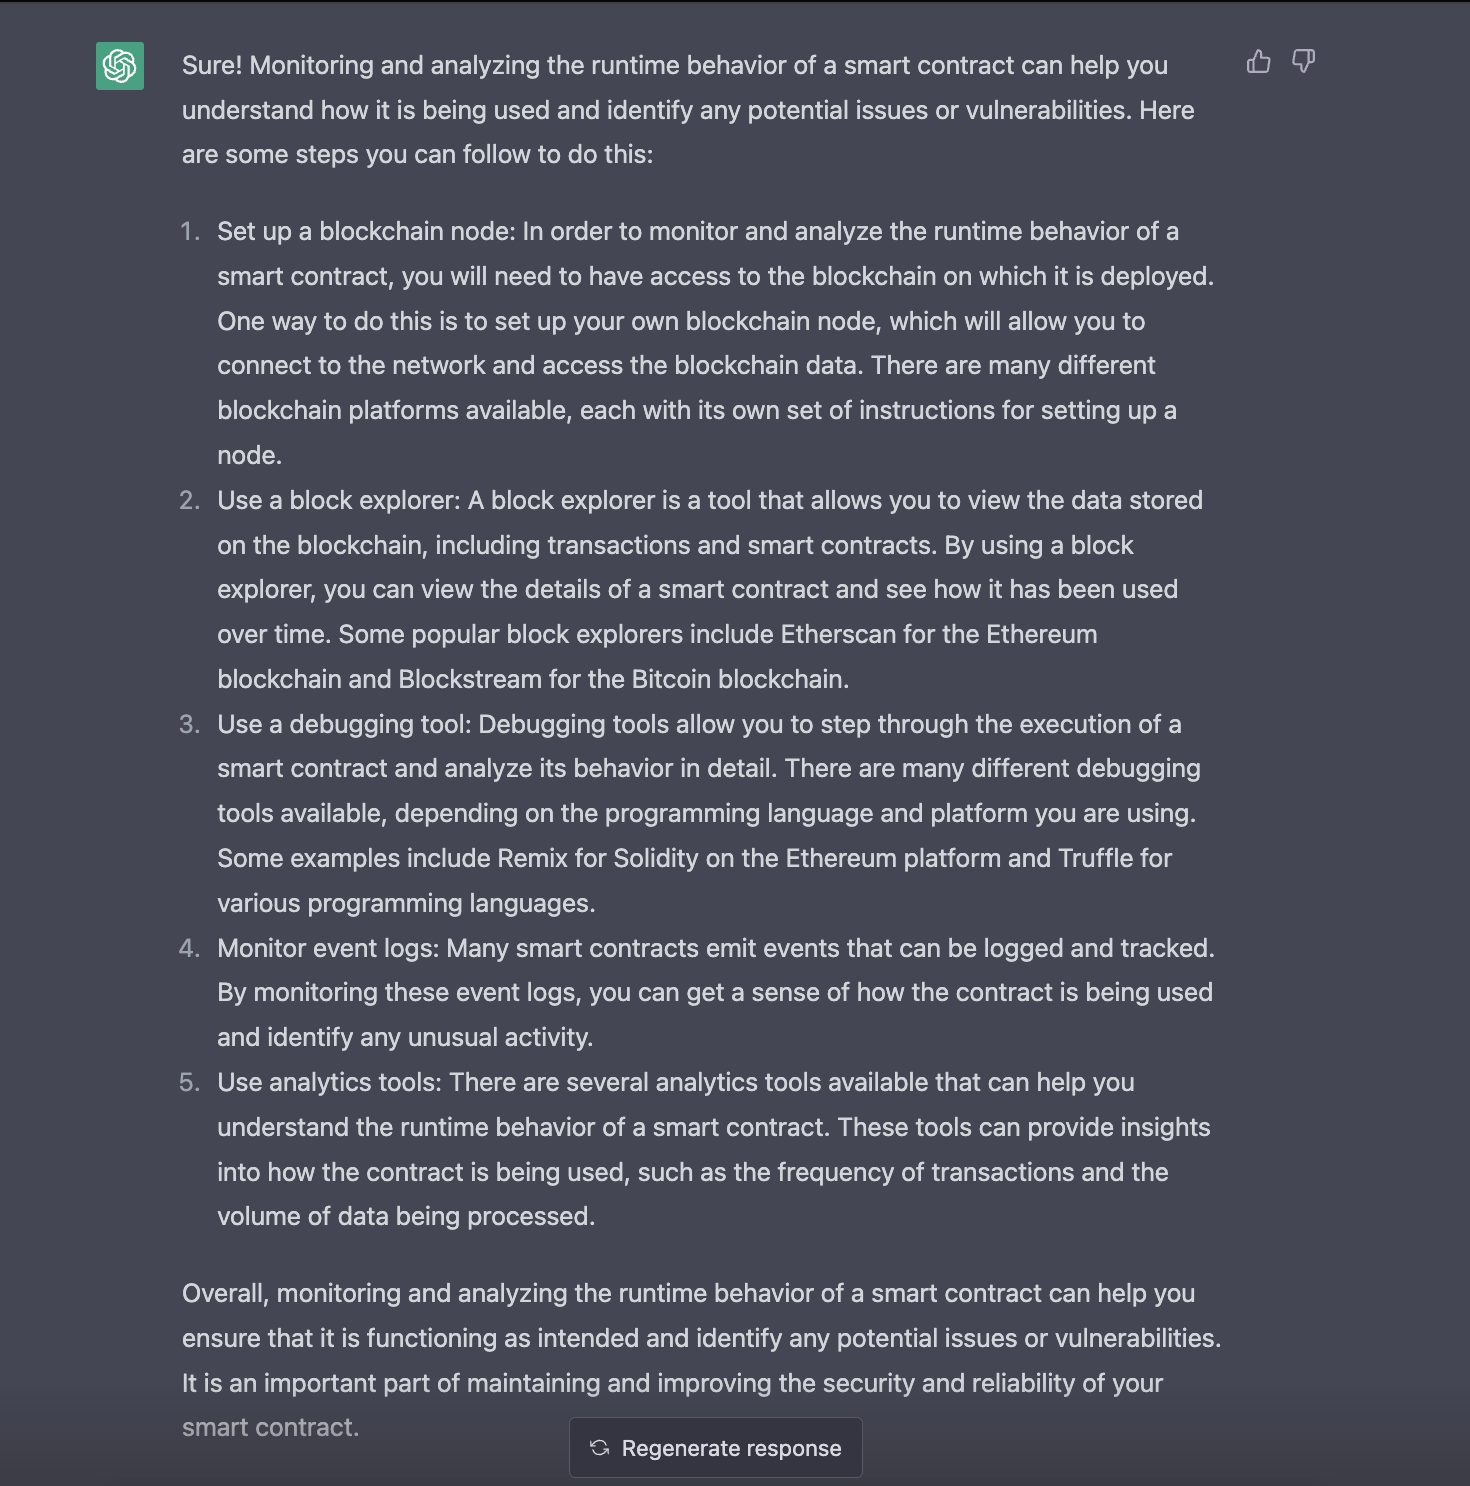 Sure! Monitoring and analyzing the runtime behavior of a smart contract can help you
understand how it is being used and identify any potential issues or vulnerabilities. Here
are some steps you can follow to do this:
1. Set up a blockchain node: In order to monitor and analyze the runtime behavior of a
smart contract, you will need to have access to the blockchain on which it is deployed.
One way to do this is to set up your own blockchain node, which will allow you to
connect to the network and access the blockchain data. There are many different
blockchain platforms available, each with its own set of instructions for setting up a
node.
2. Use a block explorer: A block explorer is a tool that allows you to view the data stored
on the blockchain, including transactions and smart contracts. By using a block
explorer, you can view the details of a smart contract and see how it has been used
over time. Some popular block explorers include Etherscan for the Ethereum
blockchain and Blockstream for the Bitcoin blockchain.
3. Use a debugging tool: Debugging tools allow you to step through the execution of a
smart contract and analyze its behavior in detail. There are many different debugging
tools available, depending on the programming language and platform you are using.
Some examples include Remix for Solidity on the Ethereum platform and Truffle for
various programming languages.
4. Monitor event logs: Many smart contracts emit events that can be logged and tracked.
By monitoring these event logs, you can get a sense of how the contract is being used
and identify any unusual activity.
5. Use analytics tools: There are several analytics tools available that can help you
understand the runtime behavior of a smart contract. These tools can provide insights
into how the contract is being used, such as the frequency of transactions and the
volume of data being processed.
Overall, monitoring and analyzing the runtime behavior of a smart contract can help you
ensure that it is functioning as intended and identify any potential issues or vulnerabilities.
It is an important part of maintaining and improving the security and reliability of your
smart contract.
Regenerate response